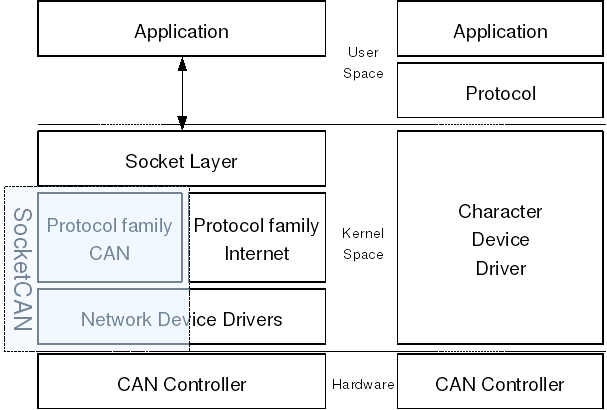 Application
User
Space
Application
Protocol
Socket Layer
SocketCAN
Protocol family
CAN
Protocol family
Internet
Kernel
Space
Character
Device
Driver
Network Device Drivers
CAN Controller
Hardware
CAN Controller